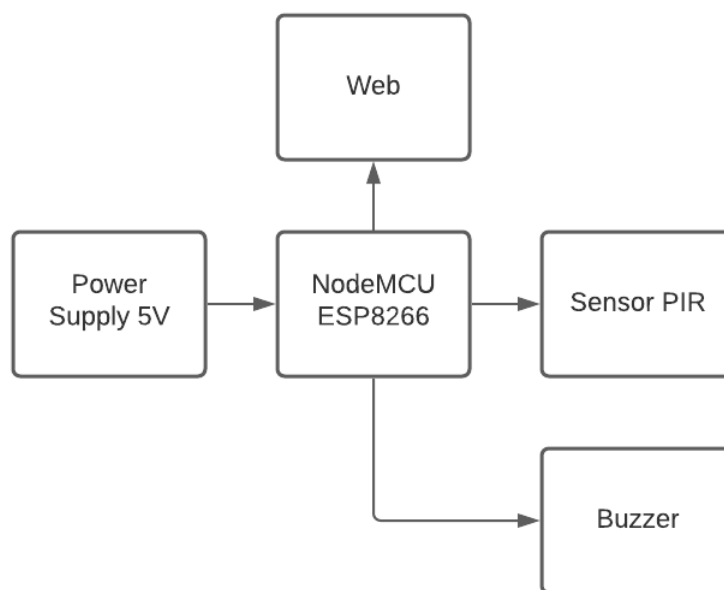 Web
Power
Supply 5V
NodeMCU
ESP8266
Sensor PIR
Buzzer